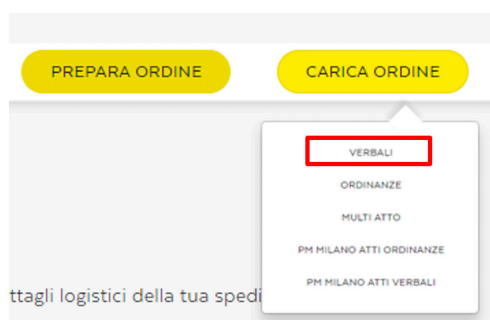 PREPARA ORDINE
CARICA ORDINE
VERBALI
ORDINANZE
MULTI ATTO
PM MILANO ATTI ORDINANZE
PM MILANO ATTI VERBALI
ttagli logistici della tua spedi